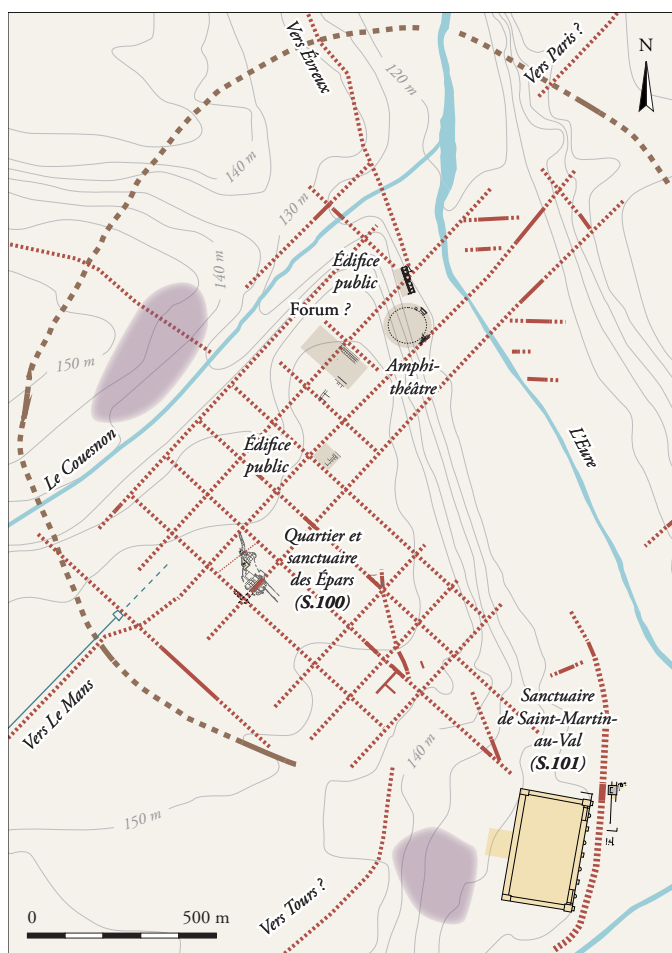 Vers Évreux
Vers Paris ?
N
120 m
140 m
130 m
140 m
Édifice
public
Forum ?
150 m
Amphi-
théâtre
Le Couesnon
Édifice
public
L'Eure
Quartier et
sanctuaire
des Épars
(S.100)
Vers Le Mans
Sanctuaire
de Saint-Martin-
au-Val
(S.101)
140 m
150 m
Vers Tours ?
0
500 m